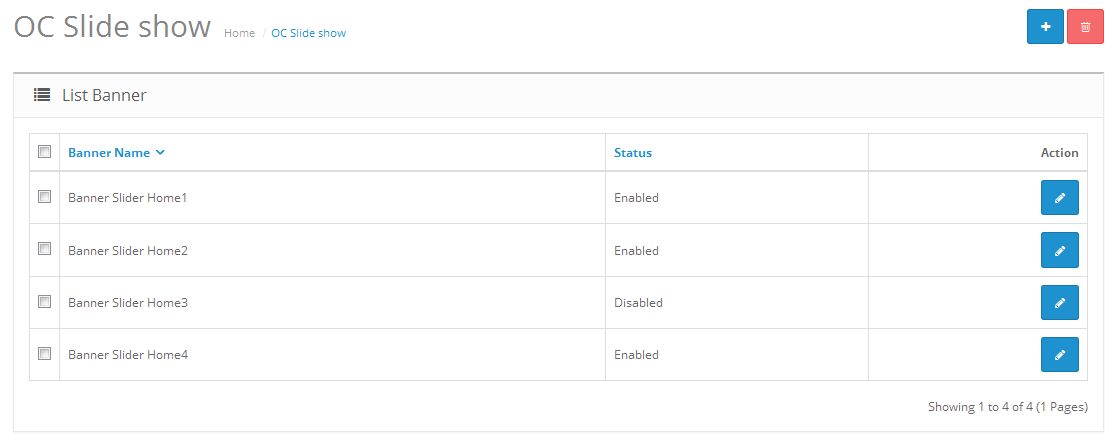 OC Slide show Home / OC Slide show
List Banner
Banner Name Status Action
Banner Slider Home1 Enabled
Banner Slider Home2 Enabled
Banner Slider Home3 Disabled
Banner Slider Home4 Enabled
Showing 1 to 4 of 4 (1 Pages)